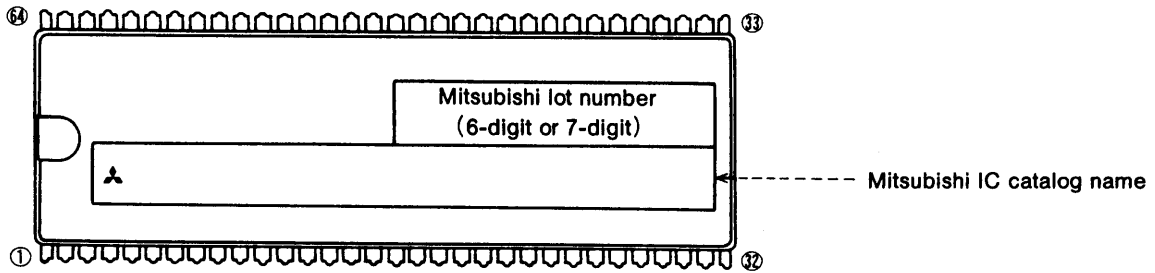 64 33
Mitsubishi lot number
(6-digit or 7-digit)
Mitsubishi IC catalog name
1 32